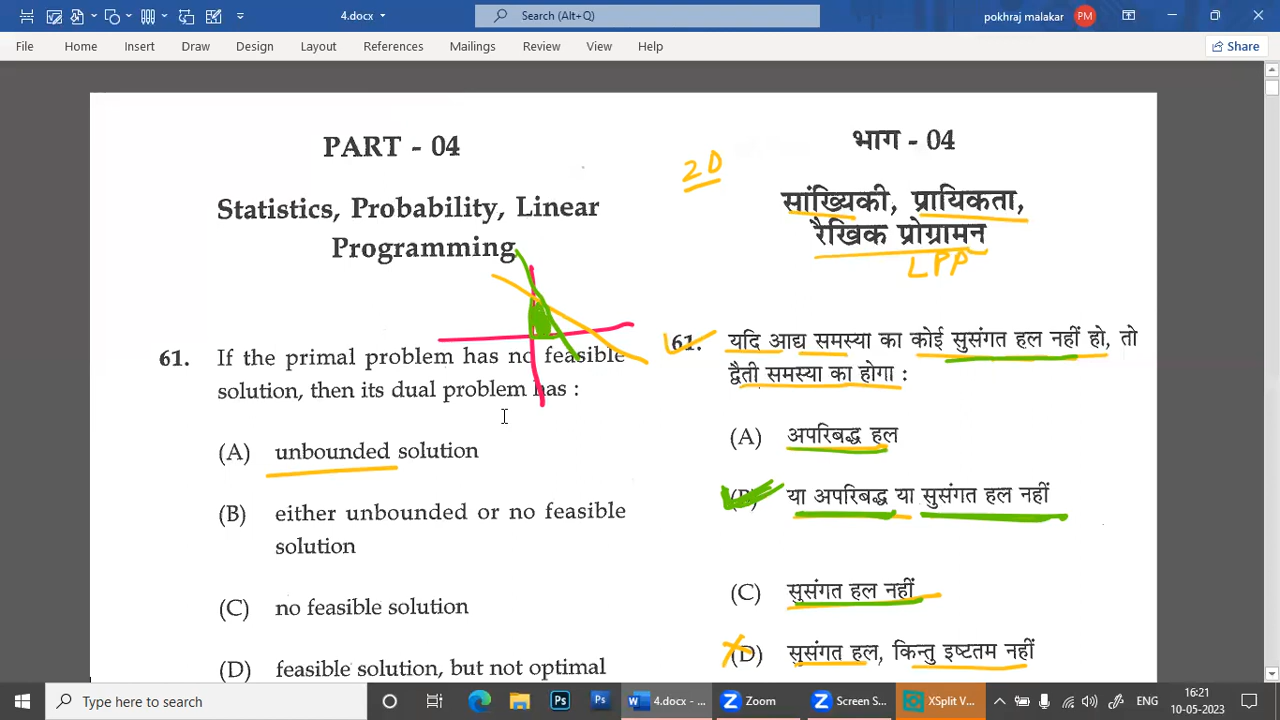 4.docx
Search (Alt+Q)
pokhraj malakar PM
File Home Insert Draw Design Layout References Mailings Review View Help Share
PART - 04
Statistics, Probability, Linear
Programming
61. If the primal problem has no feasible
solution, then its dual problem has :
(A) unbounded solution
(B) either unbounded or no feasible
solution
(C) no feasible solution
(D) feasible solution, but not optimal
2D
भाग - 04
सांख्यिकी, प्रायिकता,
रैखिक प्रोग्रामन
LPP
61. यदि आद्य समस्या का कोई सुसंगत हल नहीं हो, तो
द्वैती समस्या का होगा :
(A) अपरिबद्ध हल
(B) या अपरिबद्ध या सुसंगत हल नहीं
(C) सुसंगत हल नहीं
(D) सुसंगत हल, किन्तु इष्टतम नहीं
Type here to search
Ps
Ps
4.docx - ...
Zoom
Screen S...
XSplit V...
ENG
16:21
10-05-2023